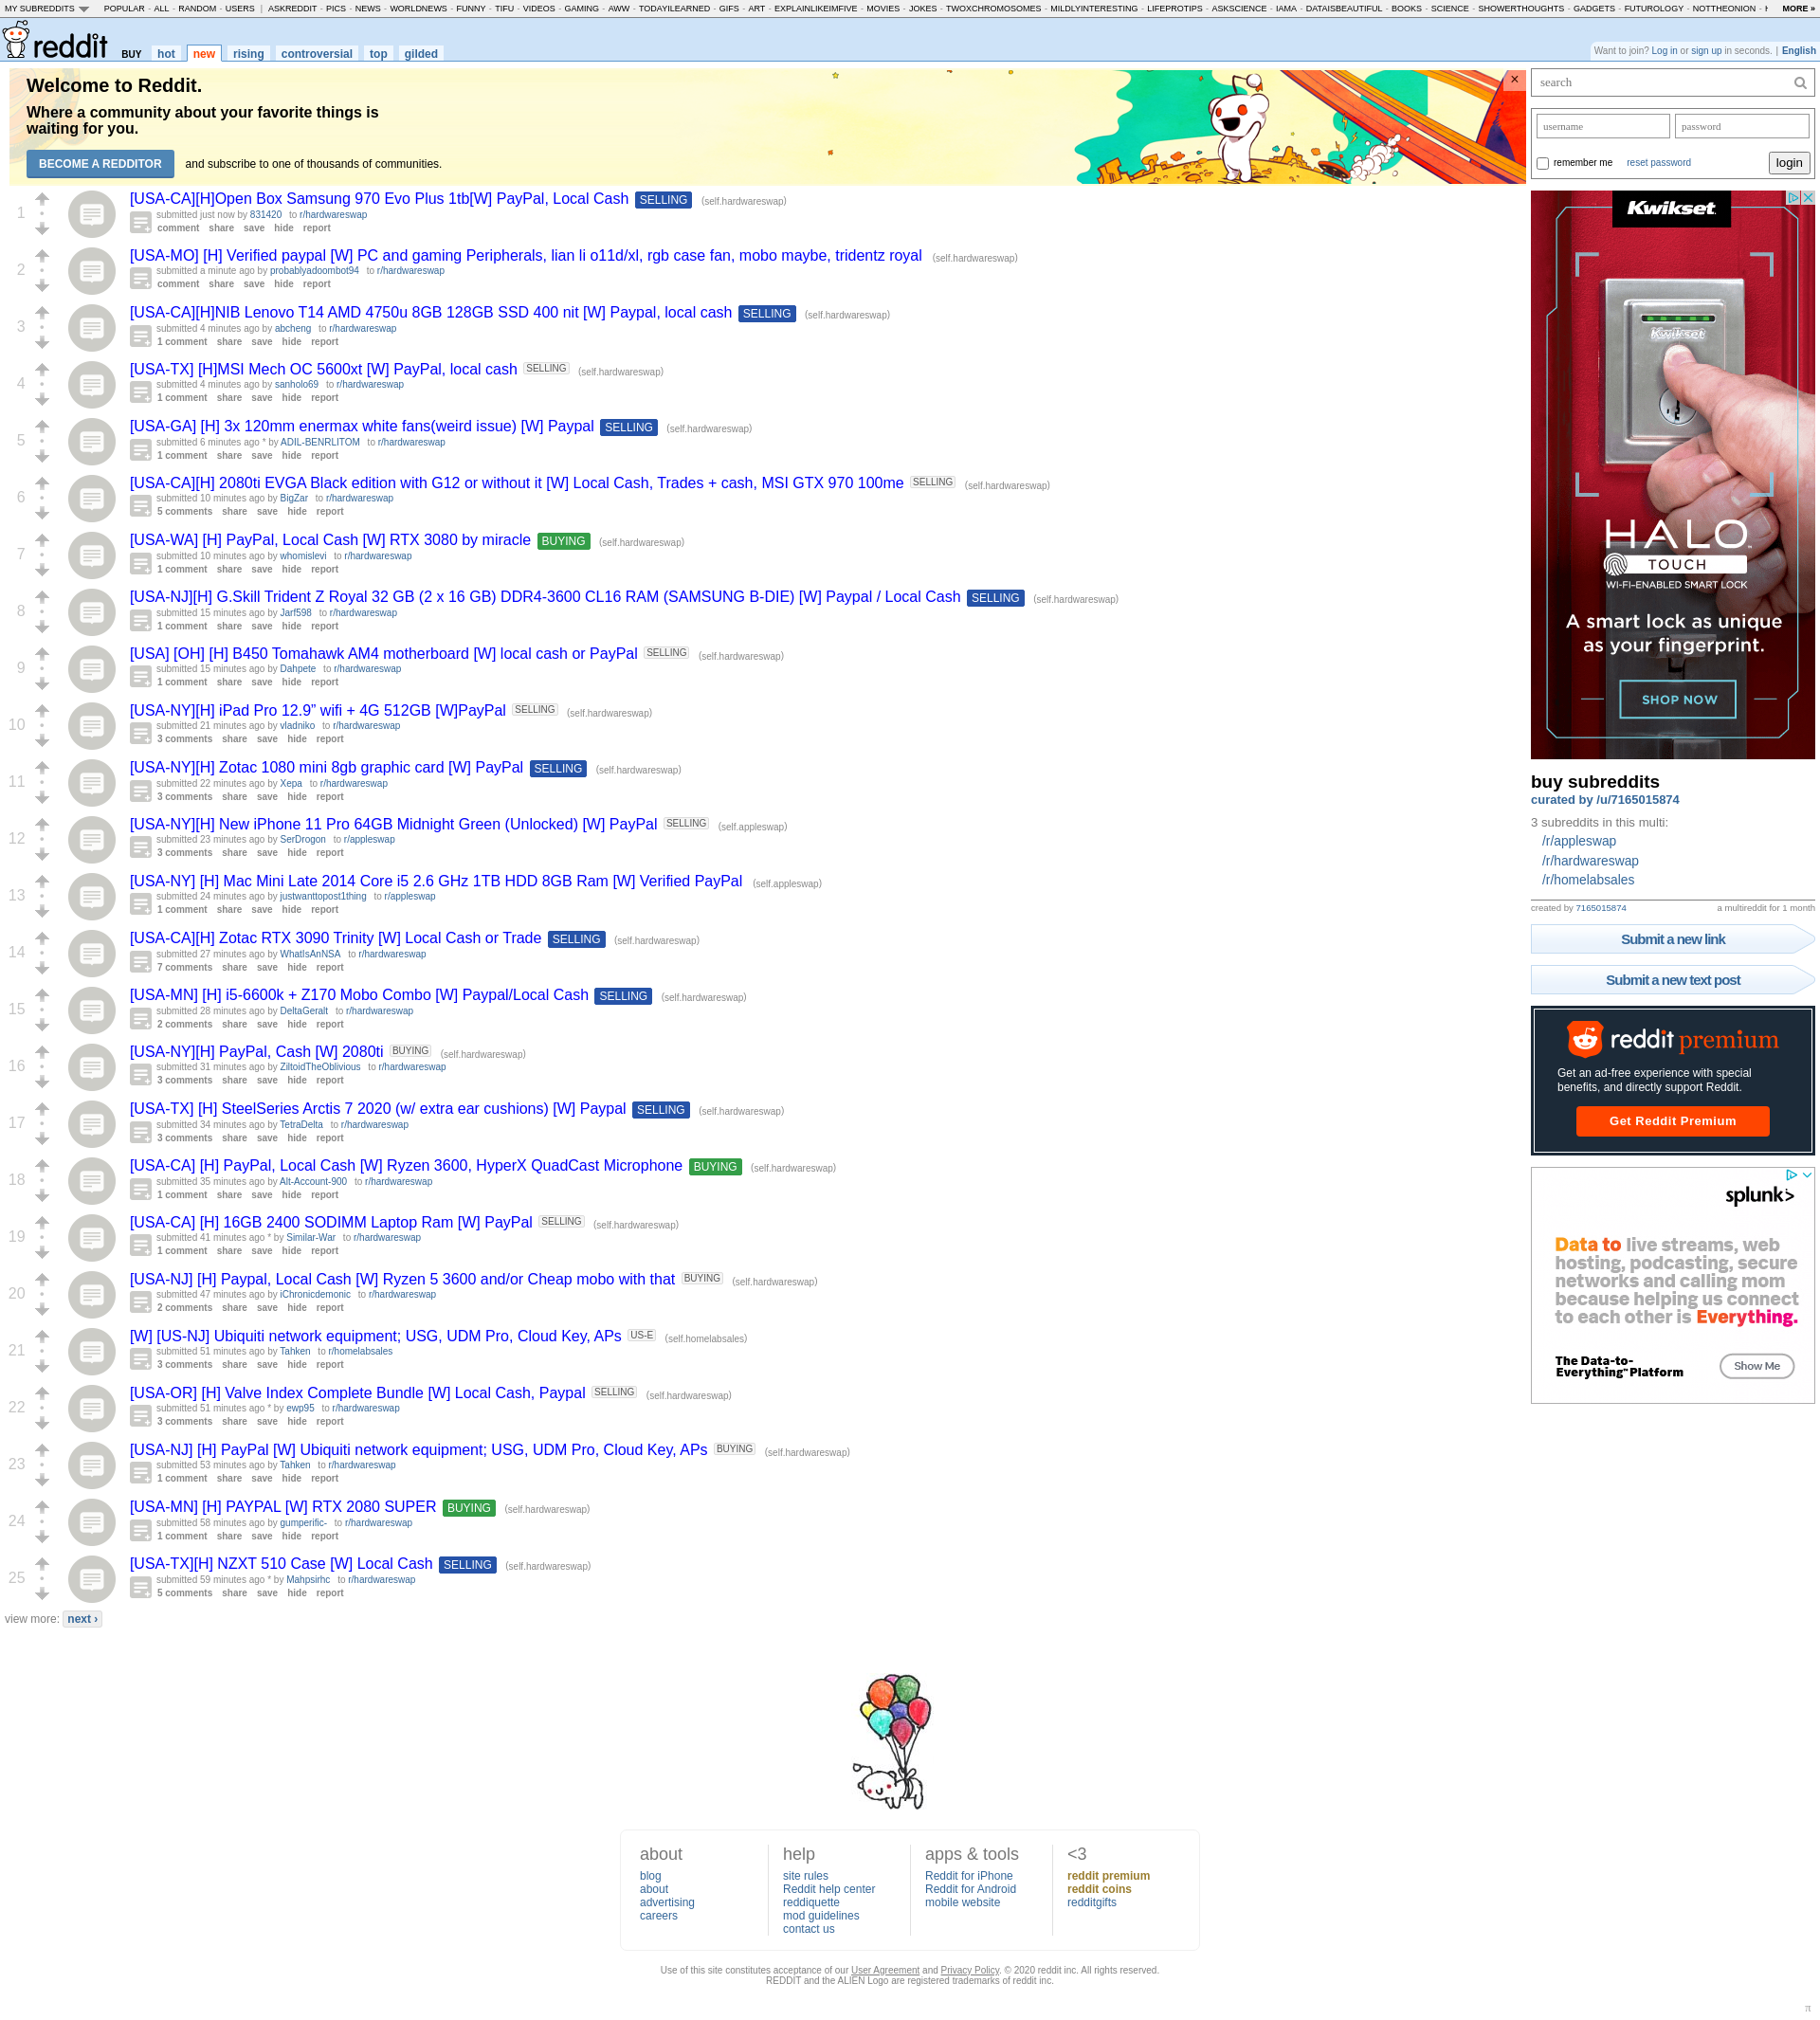 MY SUBREDDITS POPULAR - ALL - RANDOM - USERS | ASKREDDIT - PICS - NEWS - WORLDNEWS - FUNNY - TIFU - VIDEOS - GAMING - AWW - TODAYILEARNED - GIFS - ART - EXPLAINLIKEIMFIVE - MOVIES - JOKES - TWOXCHROMOSOMES - MILDLYINTERESTING - LIFEPROTIPS - ASKSCIENCE - IAMA - DATAISBEAUTIFUL - BOOKS - SCIENCE - SHOWERTHOUGHTS - GADGETS - FUTUROLOGY - NOTTHEONION - MORE »
reddit BUY hot new rising controversial top gilded
Want to join? Log in or sign up in seconds. | English
Welcome to Reddit.
Where a community about your favorite things is
waiting for you.
BECOME A REDDITOR and subscribe to one of thousands of communities.
×
1
[USA-CA][H]Open Box Samsung 970 Evo Plus 1tb[W] PayPal, Local Cash SELLING (self.hardwareswap)
submitted just now by 831420 to r/hardwareswap
comment share save hide report
2
[USA-MO] [H] Verified paypal [W] PC and gaming Peripherals, lian li o11d/xl, rgb case fan, mobo maybe, tridentz royal (self.hardwareswap)
submitted a minute ago by probablyadoombot94 to r/hardwareswap
comment share save hide report
3
[USA-CA][H]NIB Lenovo T14 AMD 4750u 8GB 128GB SSD 400 nit [W] Paypal, local cash SELLING (self.hardwareswap)
submitted 4 minutes ago by abcheng to r/hardwareswap
1 comment share save hide report
4
[USA-TX] [H]MSI Mech OC 5600xt [W] PayPal, local cash SELLING (self.hardwareswap)
submitted 4 minutes ago by sanholo69 to r/hardwareswap
1 comment share save hide report
5
[USA-GA] [H] 3x 120mm enermax white fans(weird issue) [W] Paypal SELLING (self.hardwareswap)
submitted 6 minutes ago * by ADIL-BENRLITOM to r/hardwareswap
1 comment share save hide report
6
[USA-CA][H] 2080ti EVGA Black edition with G12 or without it [W] Local Cash, Trades + cash, MSI GTX 970 100me SELLING (self.hardwareswap)
submitted 10 minutes ago by BigZar to r/hardwareswap
5 comments share save hide report
7
[USA-WA] [H] PayPal, Local Cash [W] RTX 3080 by miracle BUYING (self.hardwareswap)
submitted 10 minutes ago by whomislevi to r/hardwareswap
1 comment share save hide report
8
[USA-NJ][H] G.Skill Trident Z Royal 32 GB (2 x 16 GB) DDR4-3600 CL16 RAM (SAMSUNG B-DIE) [W] Paypal / Local Cash SELLING (self.hardwareswap)
submitted 15 minutes ago by Jarf598 to r/hardwareswap
1 comment share save hide report
9
[USA] [OH] [H] B450 Tomahawk AM4 motherboard [W] local cash or PayPal SELLING (self.hardwareswap)
submitted 15 minutes ago by Dahpete to r/hardwareswap
1 comment share save hide report
10
[USA-NY][H] iPad Pro 12.9” wifi + 4G 512GB [W]PayPal SELLING (self.hardwareswap)
submitted 21 minutes ago by vladniko to r/hardwareswap
3 comments share save hide report
11
[USA-NY][H] Zotac 1080 mini 8gb graphic card [W] PayPal SELLING (self.hardwareswap)
submitted 22 minutes ago by Xepa to r/hardwareswap
3 comments share save hide report
12
[USA-NY][H] New iPhone 11 Pro 64GB Midnight Green (Unlocked) [W] PayPal SELLING (self.appleswap)
submitted 23 minutes ago by SerDrogon to r/appleswap
3 comments share save hide report
13
[USA-NY] [H] Mac Mini Late 2014 Core i5 2.6 GHz 1TB HDD 8GB Ram [W] Verified PayPal (self.appleswap)
submitted 24 minutes ago by justwanttopost1thing to r/appleswap
1 comment share save hide report
14
[USA-CA][H] Zotac RTX 3090 Trinity [W] Local Cash or Trade SELLING (self.hardwareswap)
submitted 27 minutes ago by WhatIsAnNSA to r/hardwareswap
7 comments share save hide report
15
[USA-MN] [H] i5-6600k + Z170 Mobo Combo [W] Paypal/Local Cash SELLING (self.hardwareswap)
submitted 28 minutes ago by DeltaGeralt to r/hardwareswap
2 comments share save hide report
16
[USA-NY][H] PayPal, Cash [W] 2080ti BUYING (self.hardwareswap)
submitted 31 minutes ago by ZiltoidTheOblivious to r/hardwareswap
3 comments share save hide report
17
[USA-TX] [H] SteelSeries Arctis 7 2020 (w/ extra ear cushions) [W] Paypal SELLING (self.hardwareswap)
submitted 34 minutes ago by TetraDelta to r/hardwareswap
3 comments share save hide report
18
[USA-CA] [H] PayPal, Local Cash [W] Ryzen 3600, HyperX QuadCast Microphone BUYING (self.hardwareswap)
submitted 35 minutes ago by Alt-Account-900 to r/hardwareswap
1 comment share save hide report
19
[USA-CA] [H] 16GB 2400 SODIMM Laptop Ram [W] PayPal SELLING (self.hardwareswap)
submitted 41 minutes ago * by Similar-War to r/hardwareswap
1 comment share save hide report
20
[USA-NJ] [H] Paypal, Local Cash [W] Ryzen 5 3600 and/or Cheap mobo with that BUYING (self.hardwareswap)
submitted 47 minutes ago by iChronicdemonic to r/hardwareswap
2 comments share save hide report
21
[W] [US-NJ] Ubiquiti network equipment; USG, UDM Pro, Cloud Key, APs US-E (self.homelabsales)
submitted 51 minutes ago by Tahken to r/homelabsales
3 comments share save hide report
22
[USA-OR] [H] Valve Index Complete Bundle [W] Local Cash, Paypal SELLING (self.hardwareswap)
submitted 51 minutes ago * by ewp95 to r/hardwareswap
3 comments share save hide report
23
[USA-NJ] [H] PayPal [W] Ubiquiti network equipment; USG, UDM Pro, Cloud Key, APs BUYING (self.hardwareswap)
submitted 53 minutes ago by Tahken to r/hardwareswap
1 comment share save hide report
24
[USA-MN] [H] PAYPAL [W] RTX 2080 SUPER BUYING (self.hardwareswap)
submitted 58 minutes ago by gumperific- to r/hardwareswap
1 comment share save hide report
25
[USA-TX][H] NZXT 510 Case [W] Local Cash SELLING (self.hardwareswap)
submitted 59 minutes ago * by Mahpsirhc to r/hardwareswap
5 comments share save hide report
view more: next ›
search
username password
remember me reset password login
Kwikset
Kwikset
HALO
TOUCH
WI-FI-ENABLED SMART LOCK
A smart lock as unique
as your fingerprint.
SHOP NOW
buy subreddits
curated by /u/7165015874
3 subreddits in this multi:
/r/appleswap
/r/hardwareswap
/r/homelabsales
created by 7165015874 a multireddit for 1 month
Submit a new link
Submit a new text post
reddit premium
Get an ad-free experience with special
benefits, and directly support Reddit.
Get Reddit Premium
splunk>
Data to live streams, web
hosting, podcasting, secure
networks and calling mom
because helping us connect
to each other is Everything.
The Data-to-
Everything™ Platform
Show Me
about
blog
about
advertising
careers
help
site rules
Reddit help center
reddiquette
mod guidelines
contact us
apps & tools
Reddit for iPhone
Reddit for Android
mobile website
<3
reddit premium
reddit coins
redditgifts
Use of this site constitutes acceptance of our User Agreement and Privacy Policy. © 2020 reddit inc. All rights reserved.
REDDIT and the ALIEN Logo are registered trademarks of reddit inc.
π